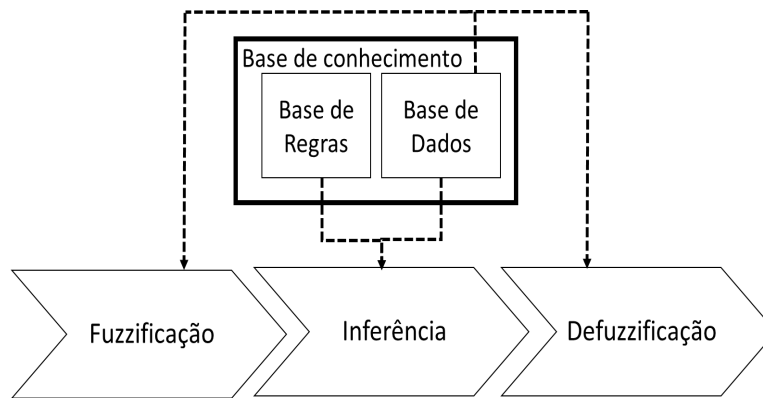 Base de conhecimento
Base de
Regras
Base de
Dados
Fuzzificação
Inferência
Defuzzificação